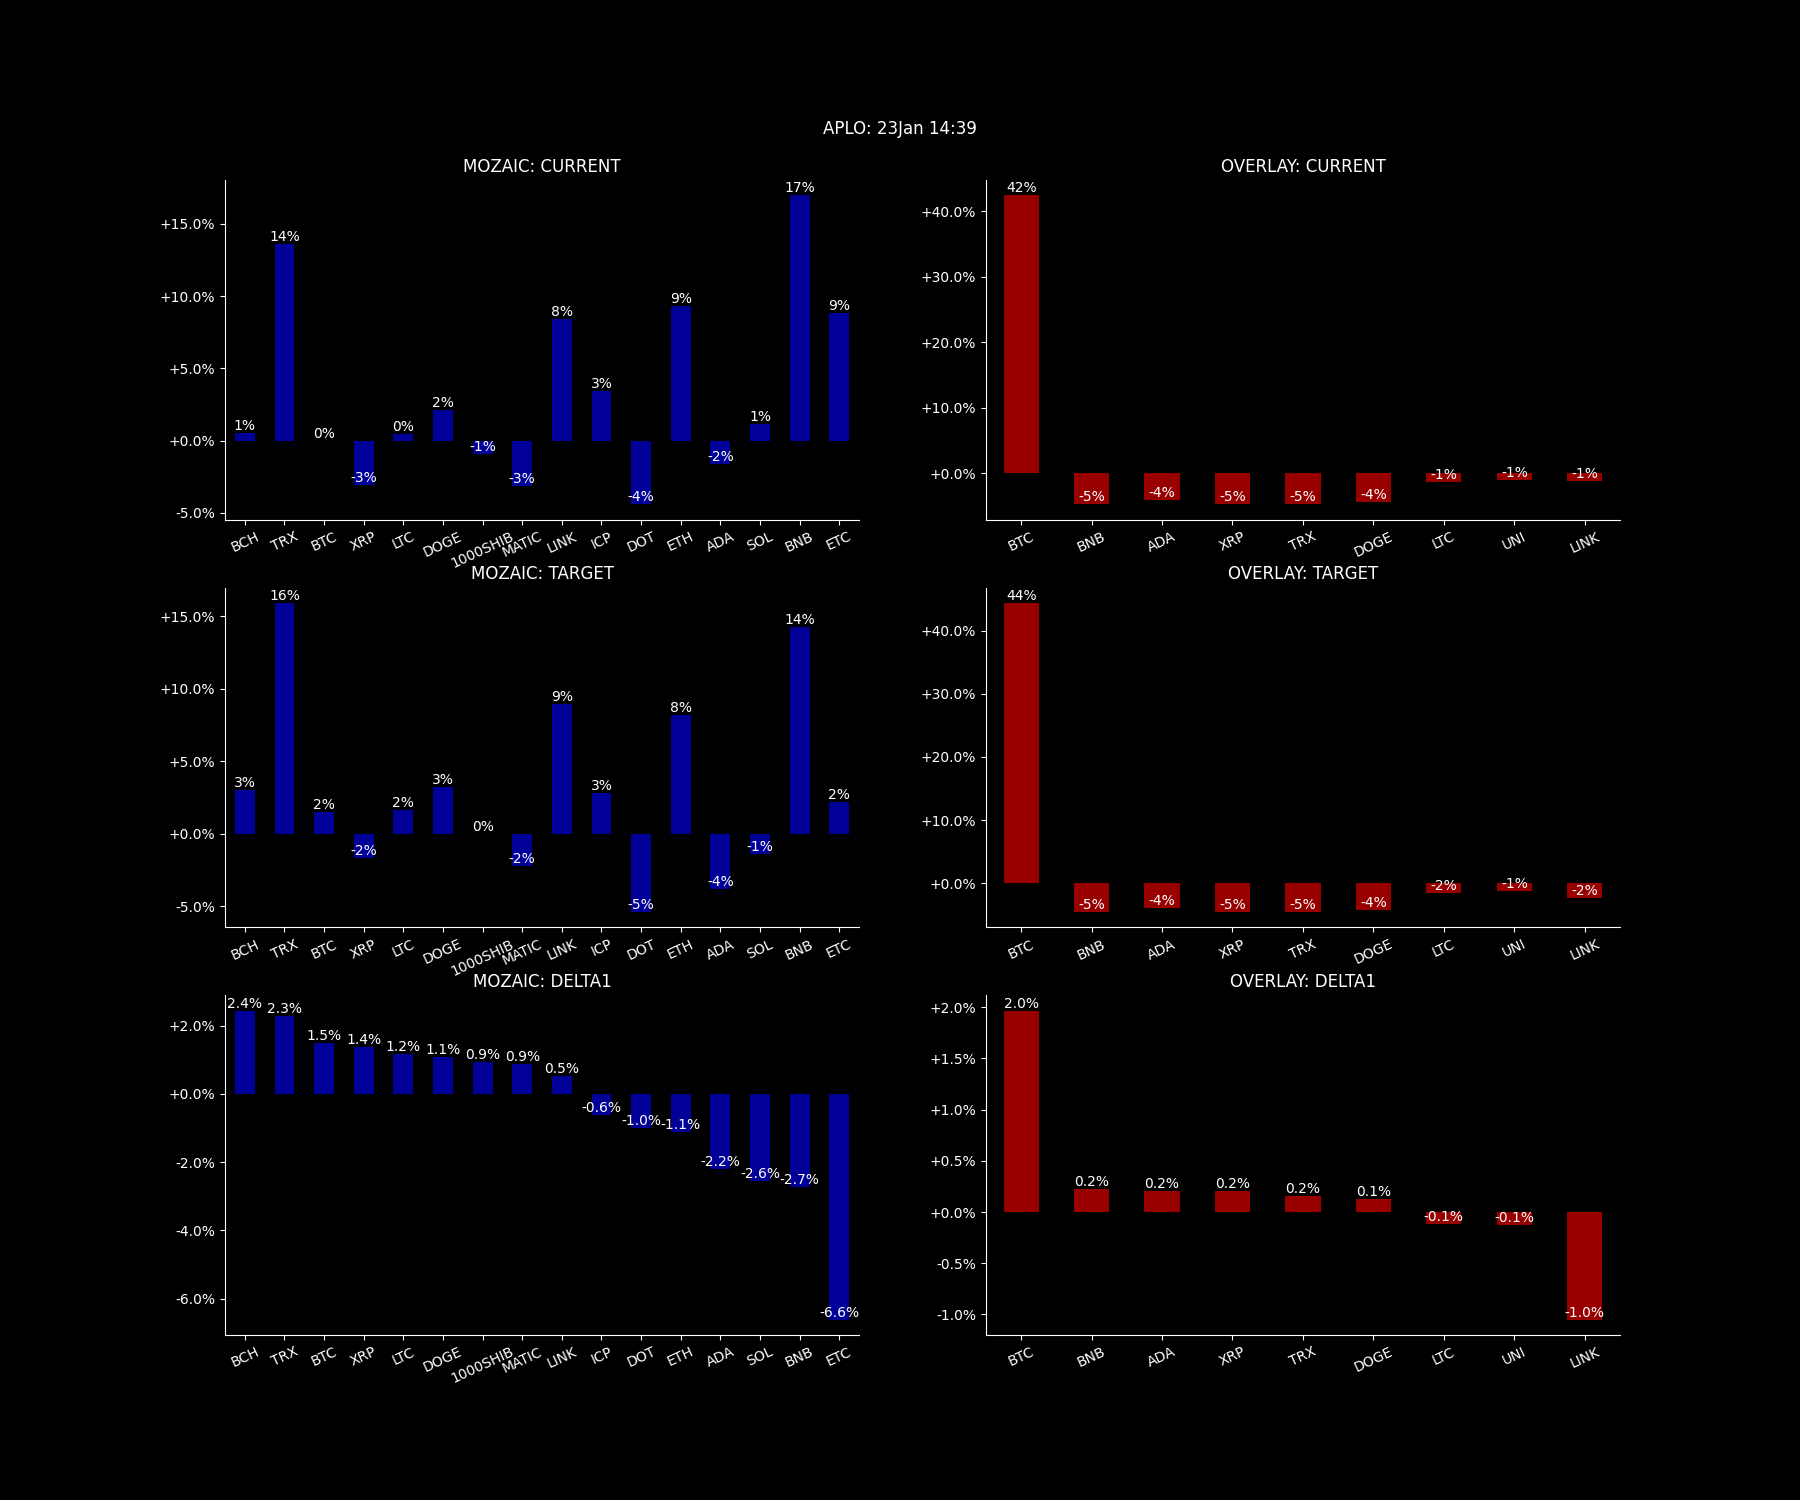 APLO: 23Jan 14:39
MOZAIC: CURRENT
17%
+15.0%
14%
+10.0%
9%
9%
8%
+5.0%
3%
2%
1%
1%
0%
0%
+0.0%
-1%
-2%
-3%
-3%
-4%
-5.0%
BCH TRX BTC XRP LTC DOGE 1000SHIB MATIC LINK ICP DOT ETH ADA SOL BNB ETC
OVERLAY: CURRENT
42%
+40.0%
+30.0%
+20.0%
+10.0%
+0.0%
-5% -4% -5% -5% -4% -1% -1% -1%
BTC BNB ADA XRP TRX DOGE LTC UNI LINK
MOZAIC: TARGET
16%
+15.0%
14%
+10.0%
9%
8%
+5.0%
3% 2% 2% 3% 0% 3% 2%
+0.0%
-2% -2% -5% -4% -1%
-5.0%
BCH TRX BTC XRP LTC DOGE 1000SHIB MATIC LINK ICP DOT ETH ADA SOL BNB ETC
OVERLAY: TARGET
44%
+40.0%
+30.0%
+20.0%
+10.0%
+0.0%
-5% -4% -5% -5% -4% -2% -1% -2%
BTC BNB ADA XRP TRX DOGE LTC UNI LINK
MOZAIC: DELTA1
2.4% 2.3% 1.5% 1.4% 1.2% 1.1% 0.9% 0.9% 0.5%
+2.0%
+0.0%
-0.6% -1.0% -1.1% -2.2% -2.6% -2.7% -6.6%
-2.0%
-4.0%
-6.0%
BCH TRX BTC XRP LTC DOGE 1000SHIB MATIC LINK ICP DOT ETH ADA SOL BNB ETC
OVERLAY: DELTA1
2.0%
+2.0%
+1.5%
+1.0%
+0.5%
0.2% 0.2% 0.2% 0.2% 0.1%
+0.0%
-0.1% -0.1% -1.0%
-0.5%
-1.0%
BTC BNB ADA XRP TRX DOGE LTC UNI LINK